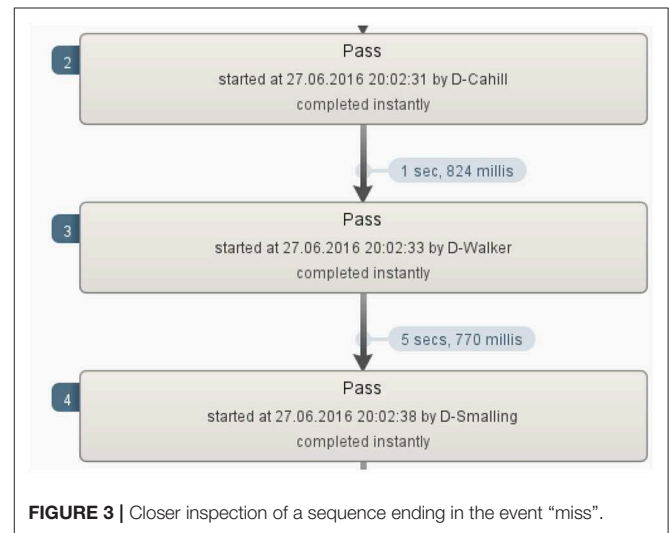 2
Pass
started at 27.06.2016 20:02:31 by D-Cahill
completed instantly
1 sec, 824 millis
3
Pass
started at 27.06.2016 20:02:33 by D-Walker
completed instantly
5 secs, 770 millis
4
Pass
started at 27.06.2016 20:02:38 by D-Smalling
completed instantly
FIGURE 3 | Closer inspection of a sequence ending in the event “miss”.